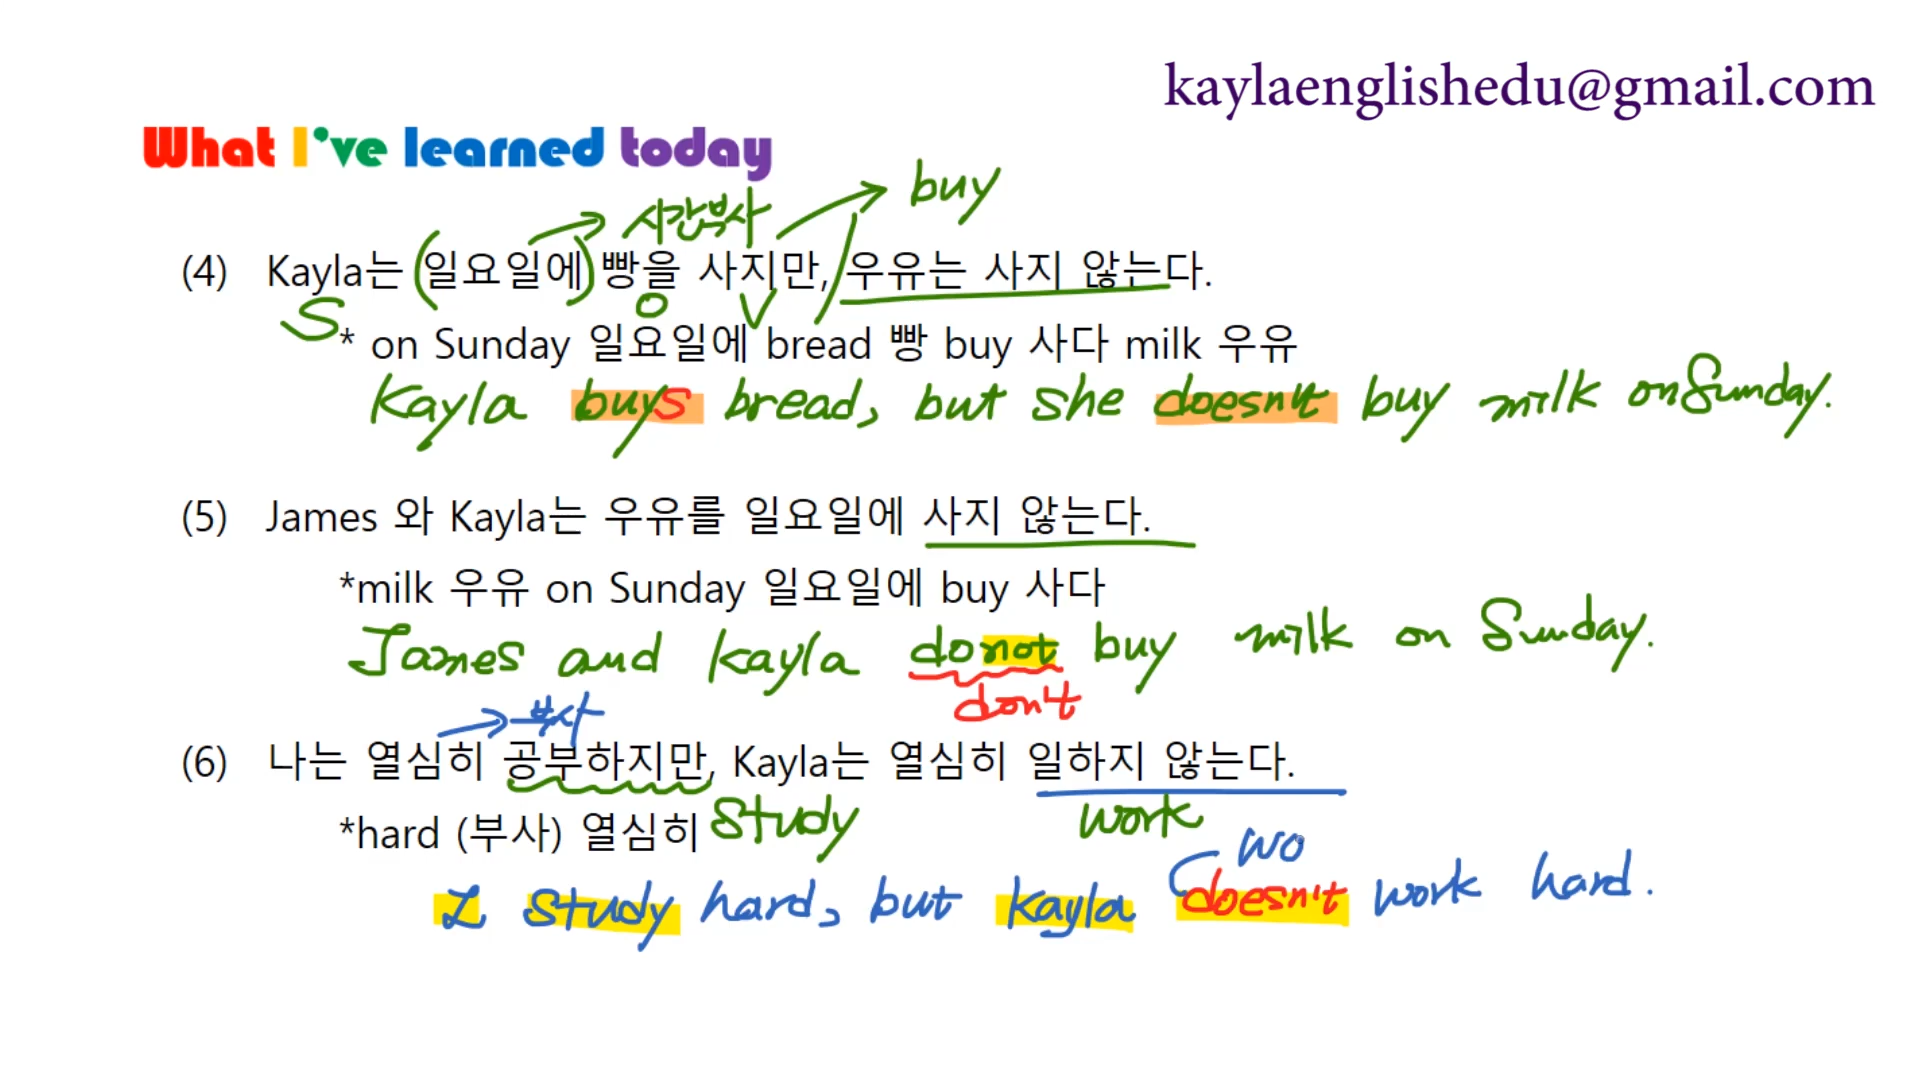 kaylaenglishedu@gmail.com
What I've learned today
시간부사 buy
(4) Kayla는 (일요일에) 빵을 사지만, / 우유는 사지 않는다.
S O V
* on Sunday 일요일에 bread 빵 buy 사다 milk 우유
Kayla buys bread, but she doesn't buy milk on Sunday.
(5) James 와 Kayla는 우유를 일요일에 사지 않는다.
*milk 우유 on Sunday 일요일에 buy 사다
James and Kayla do not buy milk on Sunday.
don't
부사
(6) 나는 열심히 공부하지만, Kayla는 열심히 일하지 않는다.
*hard (부사) 열심히 study work
wo
I study hard, but Kayla doesn't work hard.